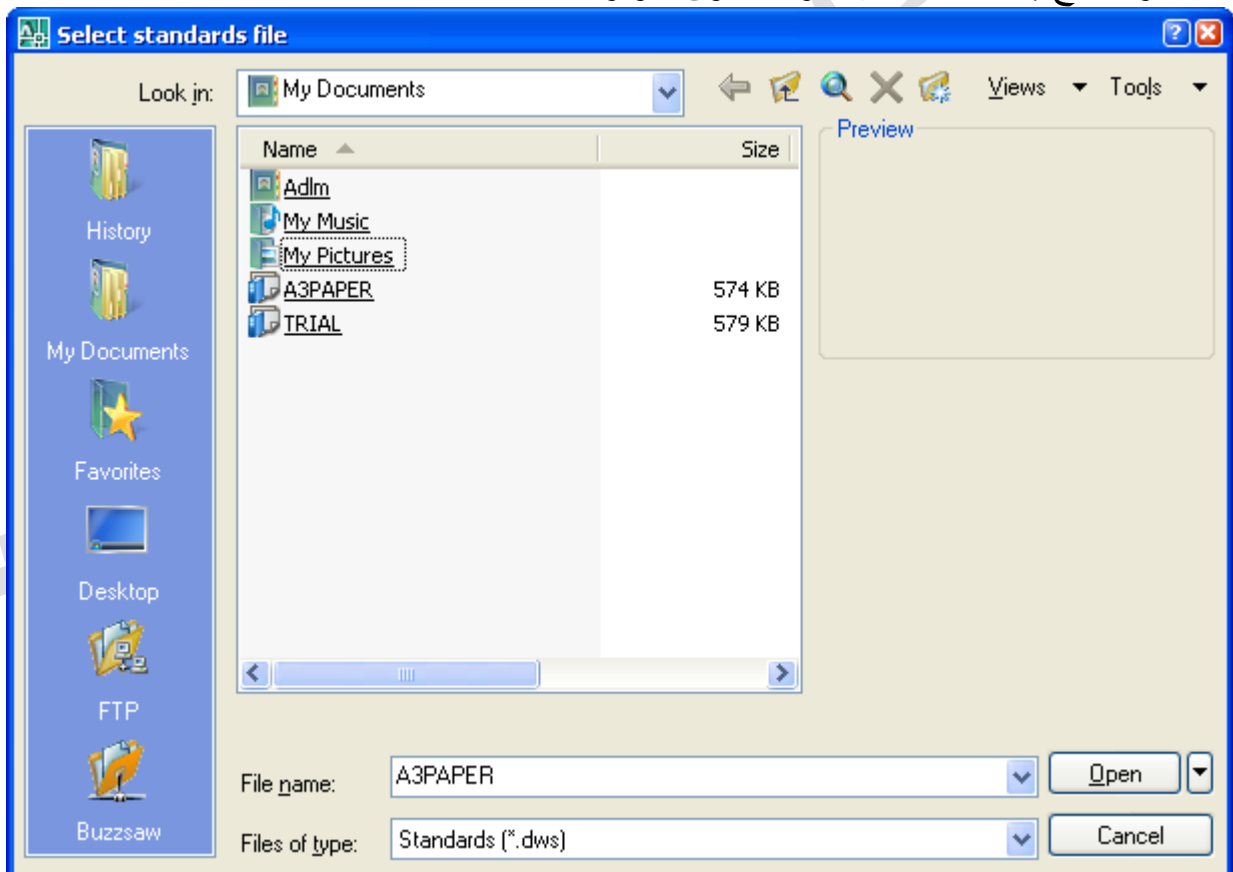 Select standards file
Look in: My Documents Views Tools
Name Size
Preview
Adlm
My Music
My Pictures
A3PAPER 574 KB
TRIAL 579 KB
History
My Documents
Favorites
Desktop
FTP
Buzzsaw
File name: A3PAPER Open
Files of type: Standards (*.dws) Cancel